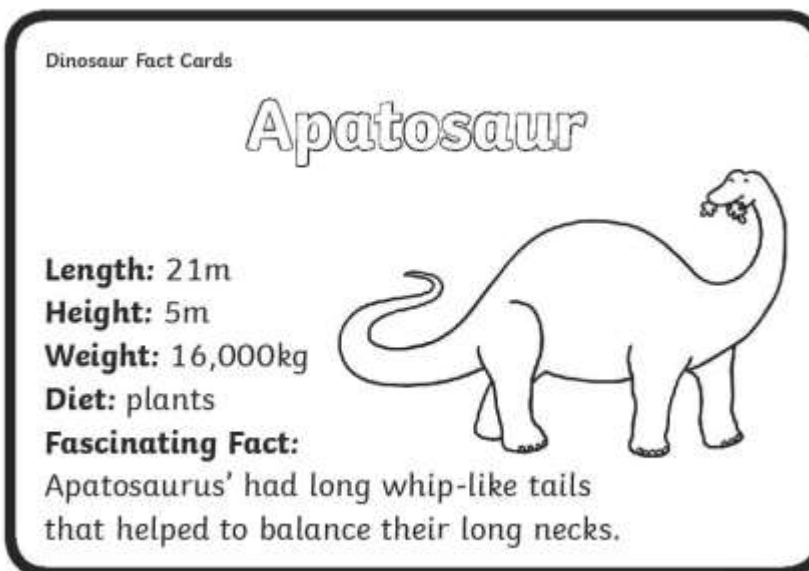 Dinosaur Fact Cards
Apatosaur
Length: 21m
Height: 5m
Weight: 16,000kg
Diet: plants
Fascinating Fact:
Apatosaurus' had long whip-like tails
that helped to balance their long necks.